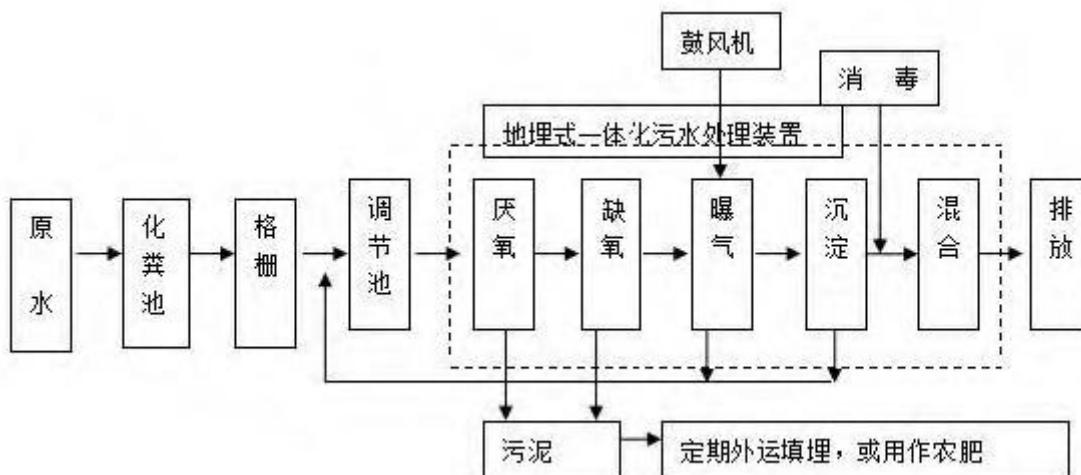 鼓风机
消 毒
地埋式一体化污水处理装置
原水
化粪池
格栅
调节池
厌氧
缺氧
曝气
沉淀
混合
排放
污泥
定期外运填埋，或用作农肥